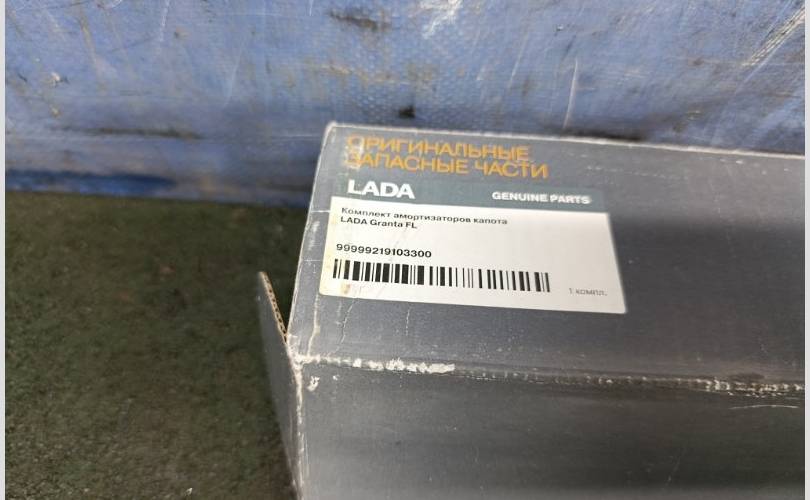 ОРИГИНАЛЬНЫЕ
ЗАПАСНЫЕ ЧАСТИ
LADA GENUINE PARTS
Комплект амортизаторов капота
LADA Granta FL
99999219103300
1 компл.